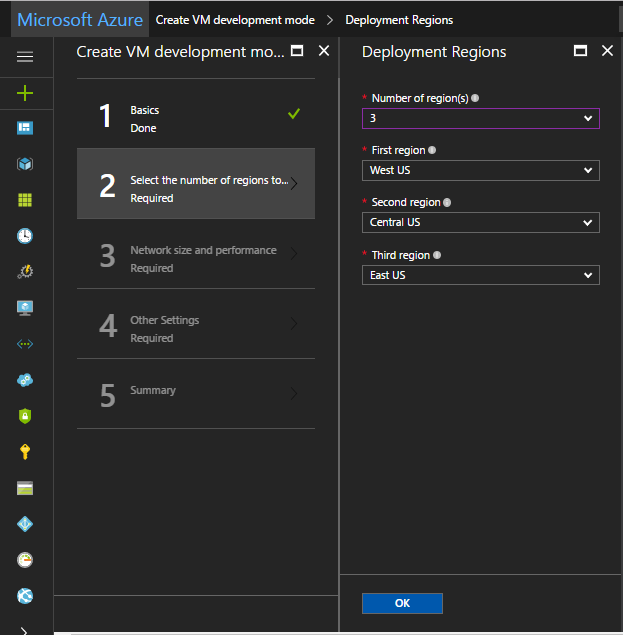 Microsoft Azure Create VM development mode > Deployment Regions
Create VM development mo...
1 Basics
Done
2 Select the number of regions to...
Required
3 Network size and performance
Required
4 Other Settings
Required
5 Summary
Deployment Regions
* Number of region(s)
3
* First region
West US
* Second region
Central US
* Third region
East US
OK